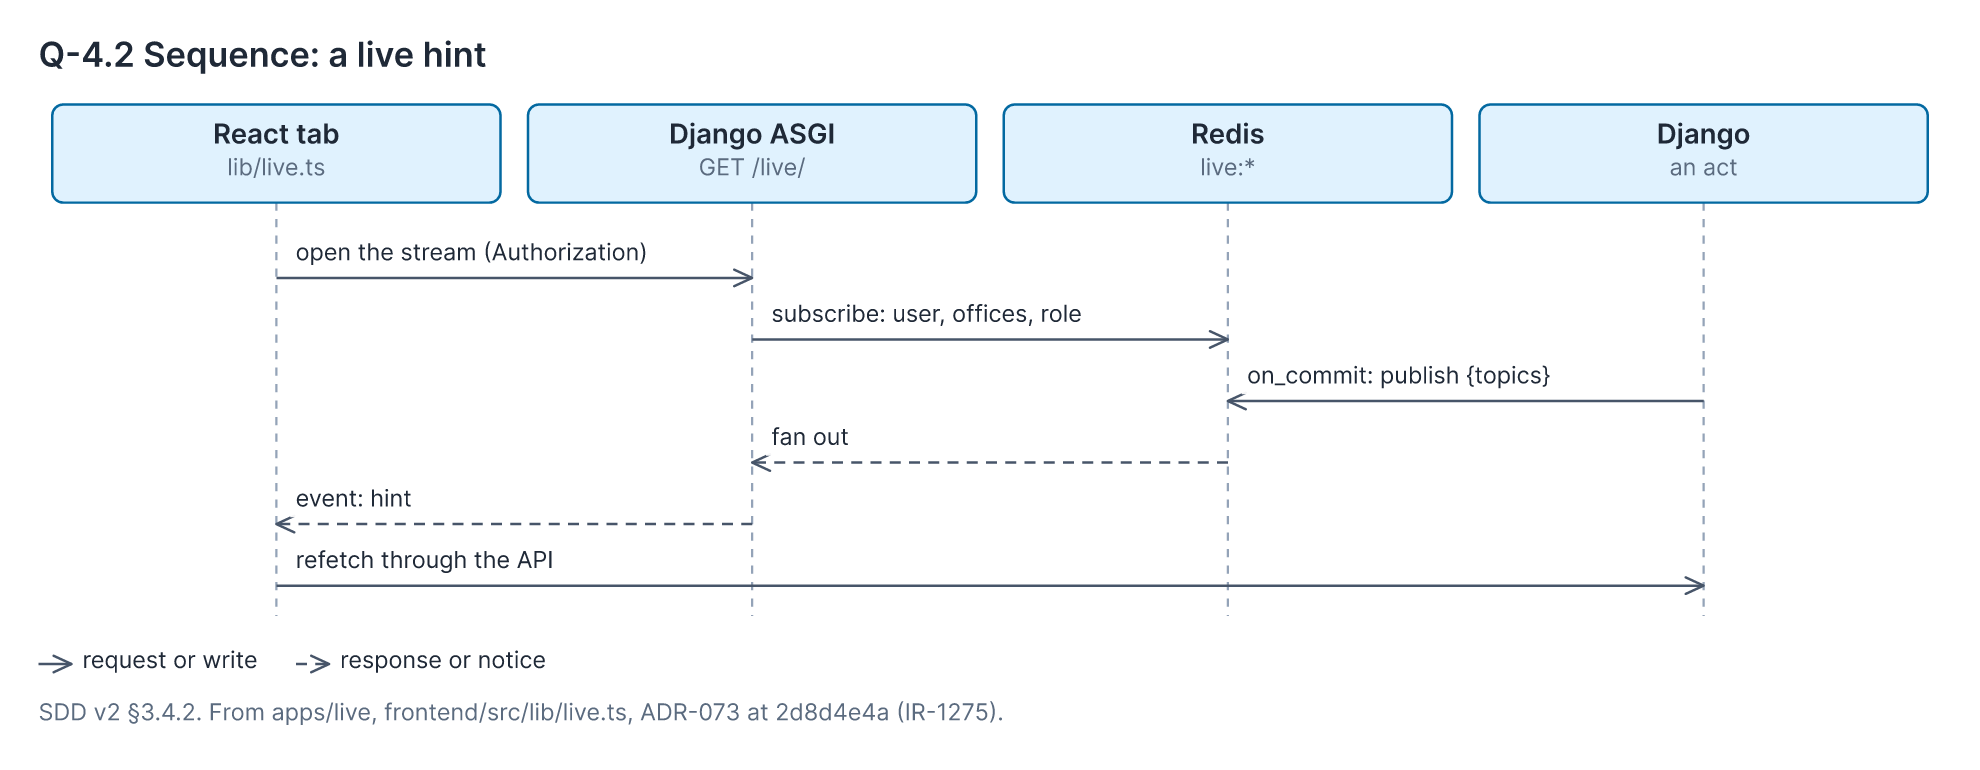 Q-4.2 Sequence: a live hint
React tab
lib/live.ts
Django ASGI
GET /live/
Redis
live:*
Django
an act
open the stream (Authorization)
subscribe: user, offices, role
on_commit: publish {topics}
fan out
event: hint
refetch through the API
request or write
response or notice
SDD v2 §3.4.2. From apps/live, frontend/src/lib/live.ts, ADR-073 at 2d8d4e4a (IR-1275).